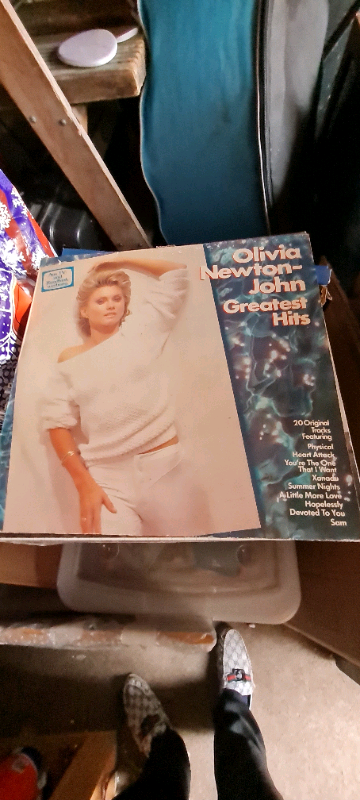 Olivia
Newton-
John
Greatest
Hits
20 Original
Tracks
Featuring
Physical
Heart Attack
You're The One
That I Want
Xanadu
Summer Nights
A Little More Love
Hopelessly
Devoted To You
Sam